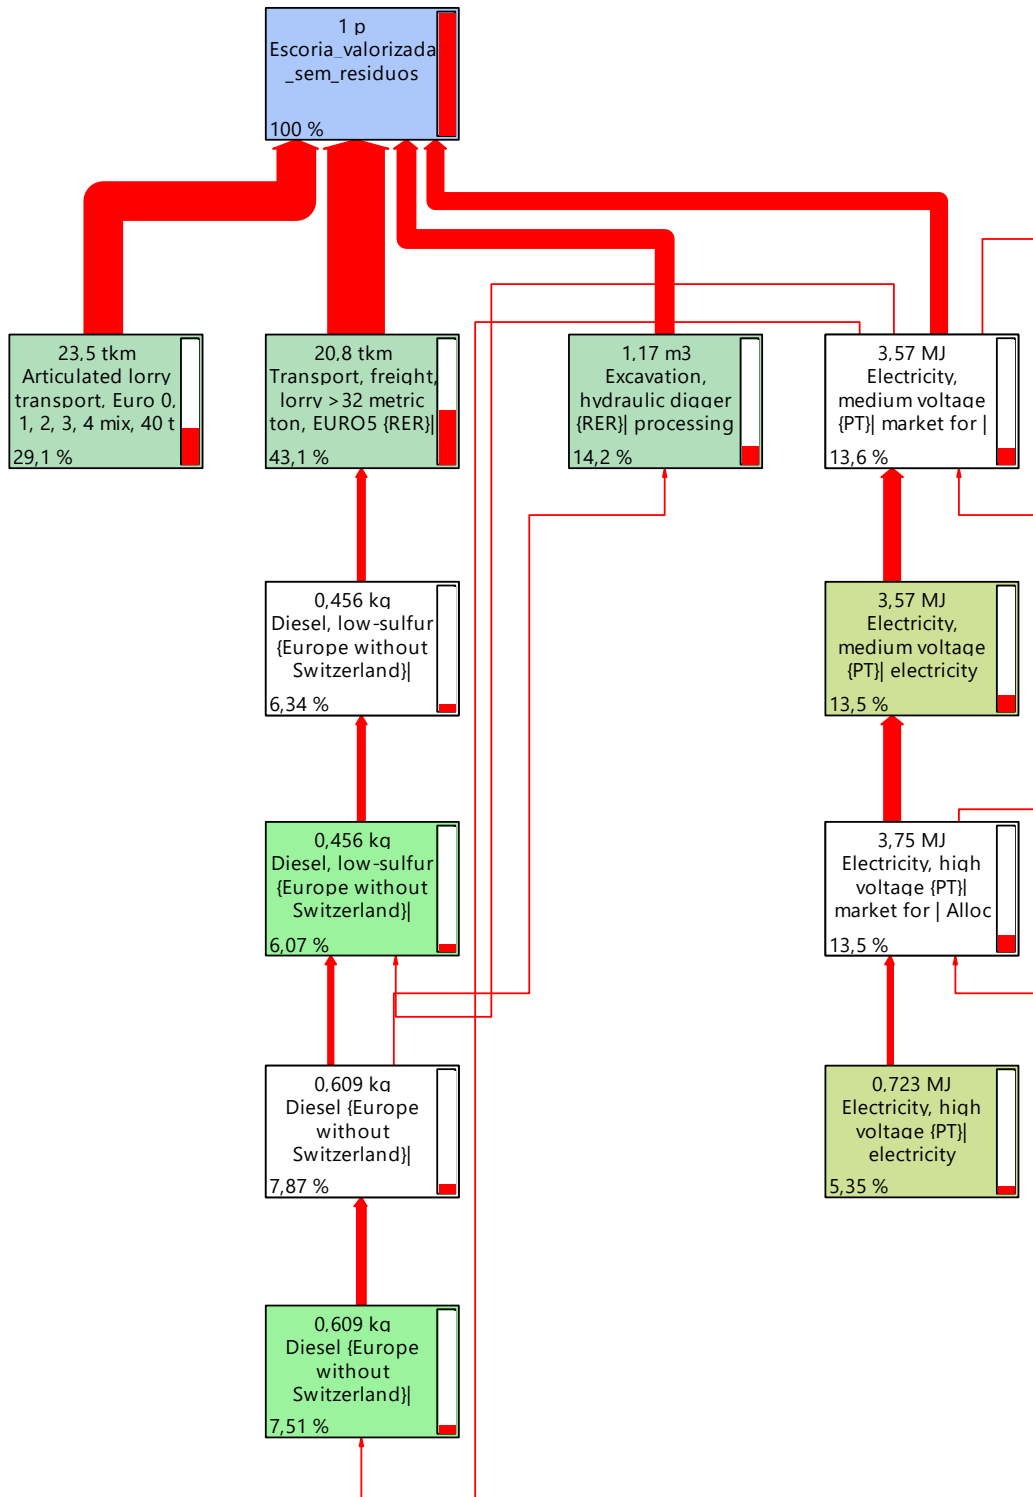 1 p
Escoria_valorizada
_sem_residuos
100 %
23,5 tkm
Articulated lorry
transport, Euro 0,
1, 2, 3, 4 mix, 40 t
29,1 %
20,8 tkm
Transport, freight,
lorry >32 metric
ton, EURO5 {RER}|
43,1 %
1,17 m3
Excavation,
hydraulic digger
{RER}| processing
14,2 %
3,57 MJ
Electricity,
medium voltage
{PT}| market for |
13,6 %
0,456 kg
Diesel, low-sulfur
{Europe without
Switzerland}|
6,34 %
3,57 MJ
Electricity,
medium voltage
{PT}| electricity
13,5 %
0,456 kg
Diesel, low-sulfur
{Europe without
Switzerland}|
6,07 %
3,75 MJ
Electricity, high
voltage {PT}|
market for | Alloc
13,5 %
0,609 kg
Diesel {Europe
without
Switzerland}|
7,87 %
0,723 MJ
Electricity, high
voltage {PT}|
electricity
5,35 %
0,609 kg
Diesel {Europe
without
Switzerland}|
7,51 %